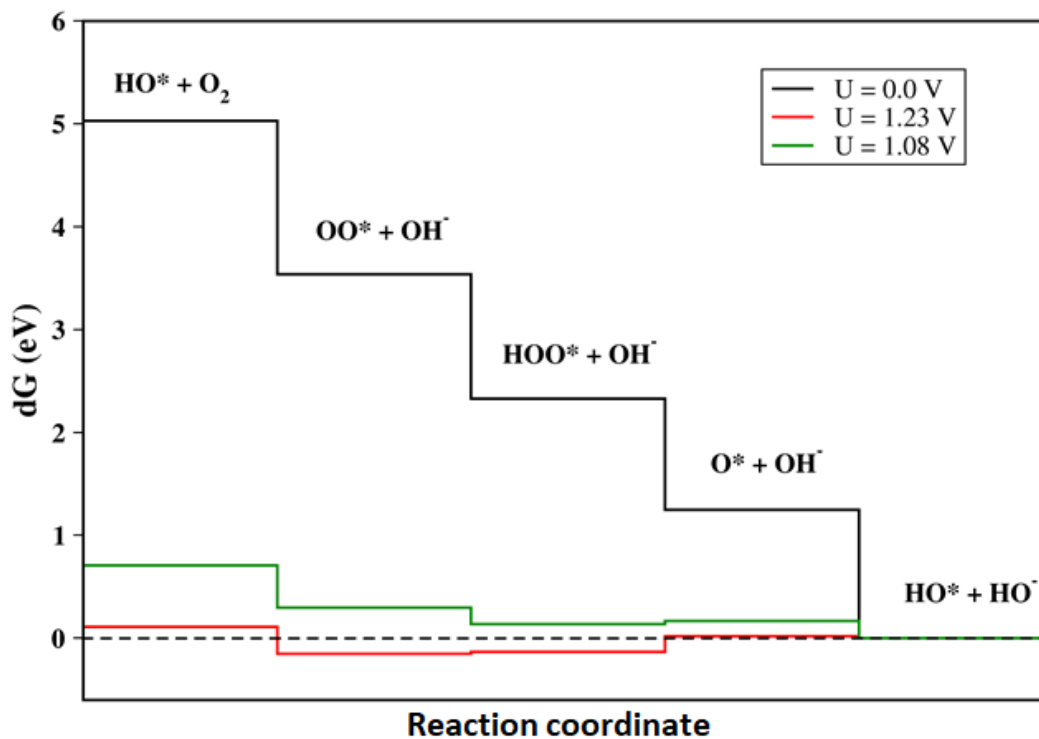 6
5
4
3
2
1
0
dG (eV)
HO* + O₂
OO* + OH⁻
HOO* + OH⁻
O* + OH⁻
HO* + HO⁻
U = 0.0 V
U = 1.23 V
U = 1.08 V
Reaction coordinate